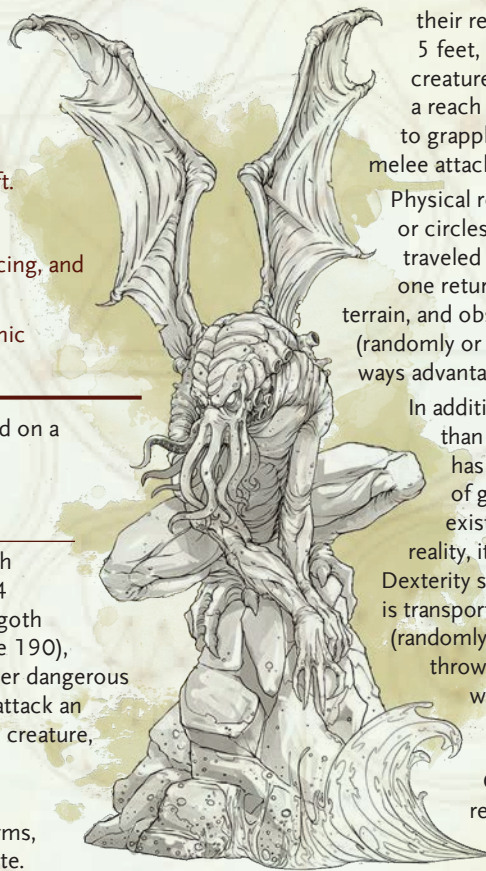 ft.
cing, and
nic
d on a
h
4
goth
e 190),
er dangerous
attack an
creature,
rms,
te.
their re
5 feet,
creature
a reach
to grappl
melee attack
Physical re
or circles
traveled
one retur
terrain, and obs
(randomly or
ways advanta
In additi
than
has
of g
exist
reality, it
Dexterity s
is transport
(randomly
throw
w
re